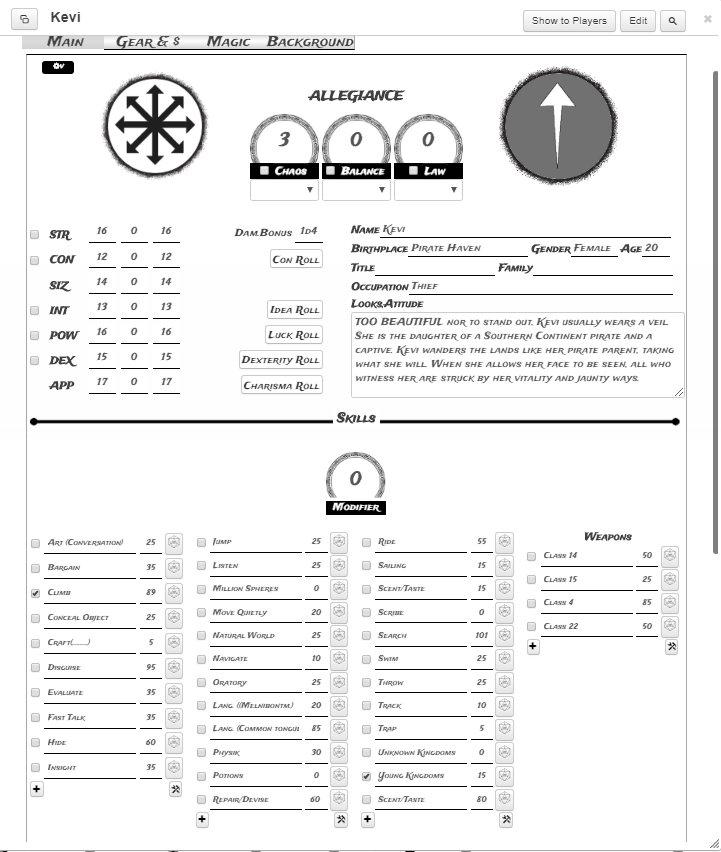 Kevi
Show to Players Edit
Main Gear & $ Magic Background
Allegiance
3 0 0
Chaos Balance Law
STR 16 0 16
CON 12 0 12
SIZ 14 0 14
INT 13 0 13
POW 16 0 16
DEX 15 0 15
APP 17 0 17
Dam.Bonus 1d4
Con Roll
Idea Roll
Luck Roll
Dexterity Roll
Charisma Roll
Name Kevi
Birthplace Pirate Haven Gender Female Age 20
Title Family
Occupation Thief
Looks,Atitude
TOO BEAUTIFUL nor to stand out, Kevi usually wears a veil.
She is the daughter of a Southern Continent pirate and a
captive. Kevi wanders the lands like her pirate parent, taking
what she will. When she allows her face to be seen, all who
witness her are struck by her vitality and jaunty ways.
Skills
0
Modifier
Art (Conversation) 25
Bargain 35
Climb 89
Conceal Object 25
Craft(........) 5
Disguise 95
Evaluate 35
Fast Talk 35
Hide 60
Insight 35
Jump 25
Listen 25
Million Spheres 0
Move Quietly 20
Natural World 25
Navigate 10
Oratory 25
Lang. ((Melnibontm.) 20
Lang. (Common tongui 85
Physik 30
Potions 0
Repair/Devise 60
Ride 55
Sailing 15
Scent/Taste 15
Scribe 0
Search 101
Swim 25
Throw 25
Track 10
Trap 5
Unknown Kingdoms 0
Young Kingdoms 15
Scent/Taste 80
Weapons
Class 14 50
Class 15 25
Class 4 85
Class 22 50